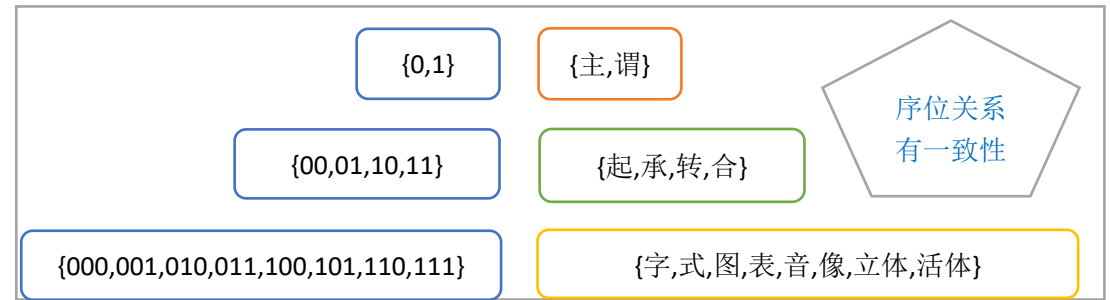 {0,1}
{主,谓}
序位关系
有一致性
{00,01,10,11}
{起,承,转,合}
{000,001,010,011,100,101,110,111}
{字,式,图,表,音,像,立体,活体}